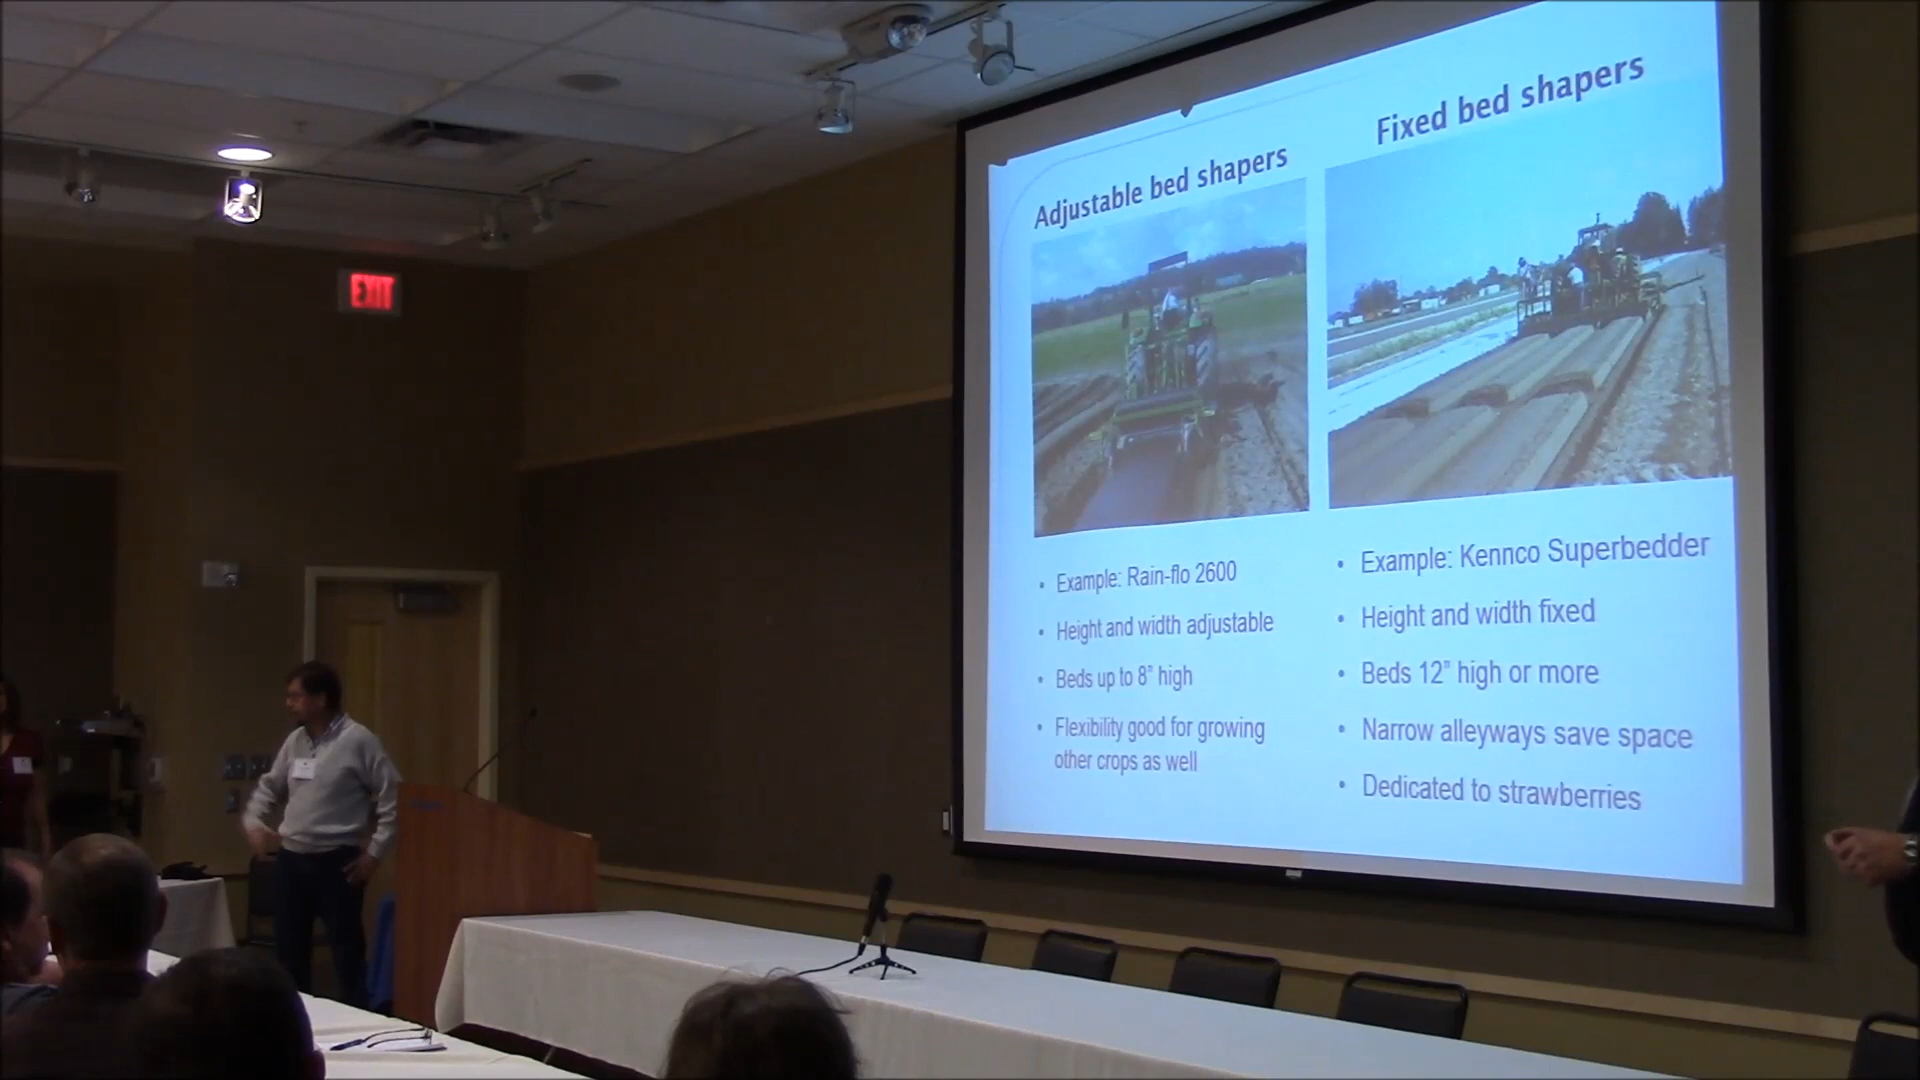 EXIT
Adjustable bed shapers
• Example: Rain-flo 2600
• Height and width adjustable
• Beds up to 8" high
• Flexibility good for growing
other crops as well
Fixed bed shapers
• Example: Kennco Superbedder
• Height and width fixed
• Beds 12" high or more
• Narrow alleyways save space
• Dedicated to strawberries